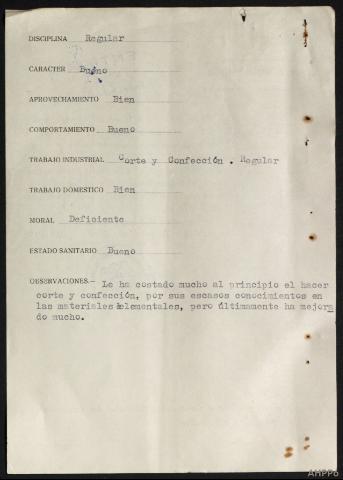 DISCIPLINA Regular
CARACTER Bueno
APROVECHAMIENTO Bien
COMPORTAMIENTO Bueno
TRABAJO INDUSTRIAL Corte y Confección . Regular
TRABAJO DOMESTICO Bien
MORAL Deficiente
ESTADO SANITARIO Bueno
OBSERVACIONES.- Le ha costado mucho al principio el hacer
corte y confección, por sus escasos conocimientos en
las materiales elementales, pero últimamente ha mejora
do mucho.
AHPPo